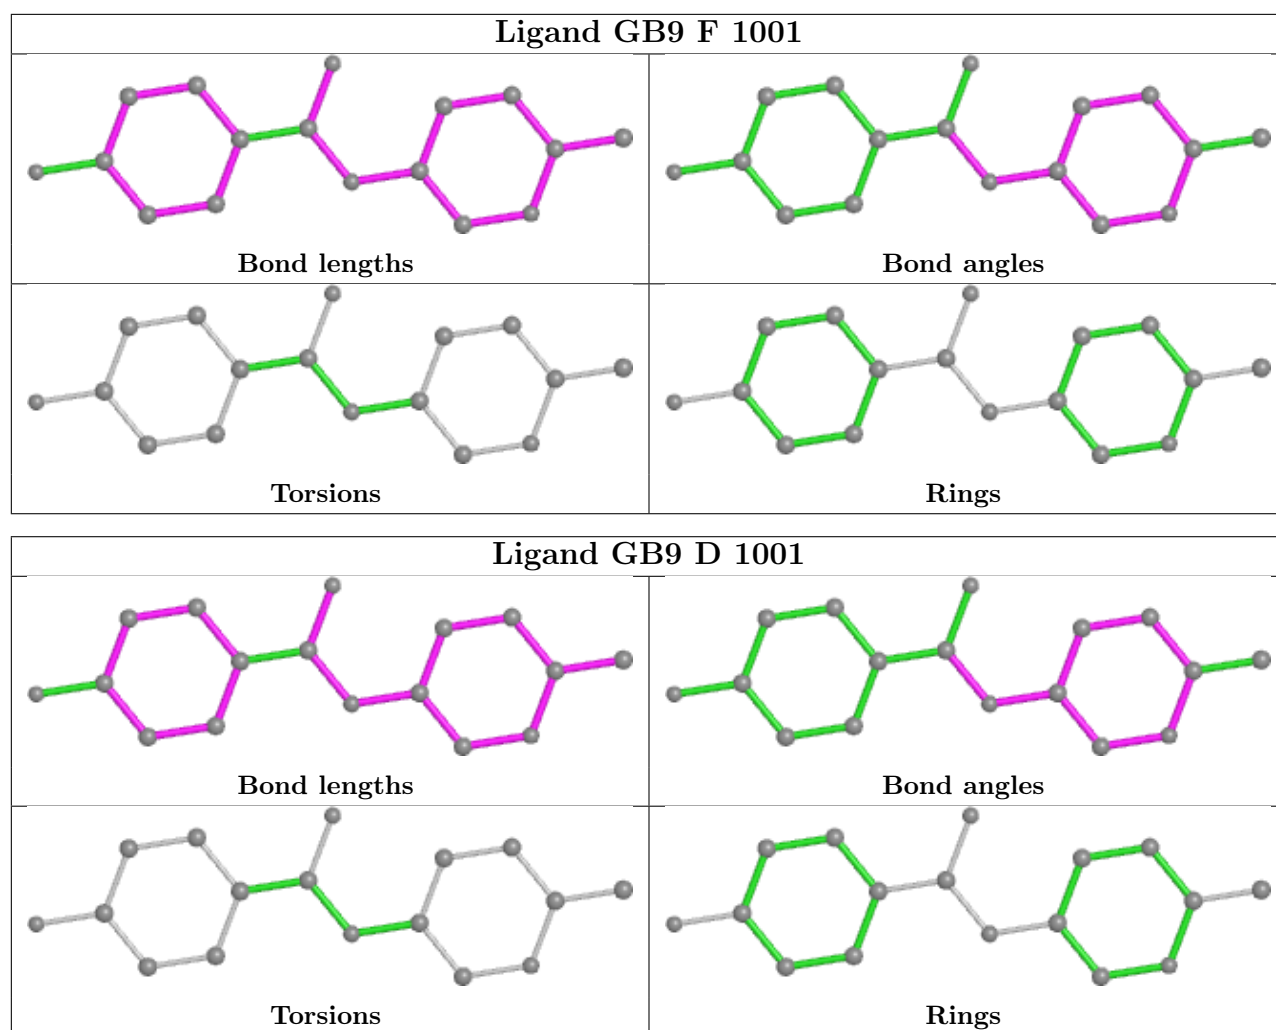 Ligand GB9 F 1001
Bond lengths
Bond angles
Torsions
Rings
Ligand GB9 D 1001
Bond lengths
Bond angles
Torsions
Rings